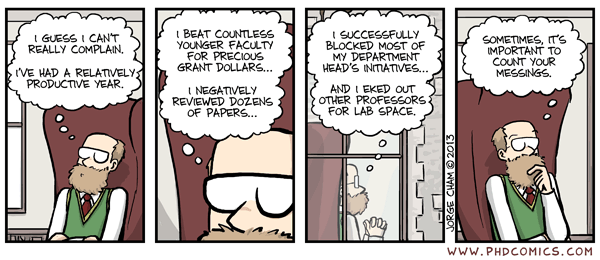 I GUESS I CAN'T
REALLY COMPLAIN.
I'VE HAD A RELATIVELY
PRODUCTIVE YEAR.
I BEAT COUNTLESS
YOUNGER FACULTY
FOR PRECIOUS
GRANT DOLLARS...
I NEGATIVELY
REVIEWED DOZENS
OF PAPERS...
I SUCCESSFULLY
BLOCKED MOST OF
MY DEPARTMENT
HEAD'S INITIATIVES...
AND I EKED OUT
OTHER PROFESSORS
FOR LAB SPACE.
JORGE CHAM © 2013
SOMETIMES, IT'S
IMPORTANT TO
COUNT YOUR
MESSINGS.
WWW.PHDCOMICS.COM